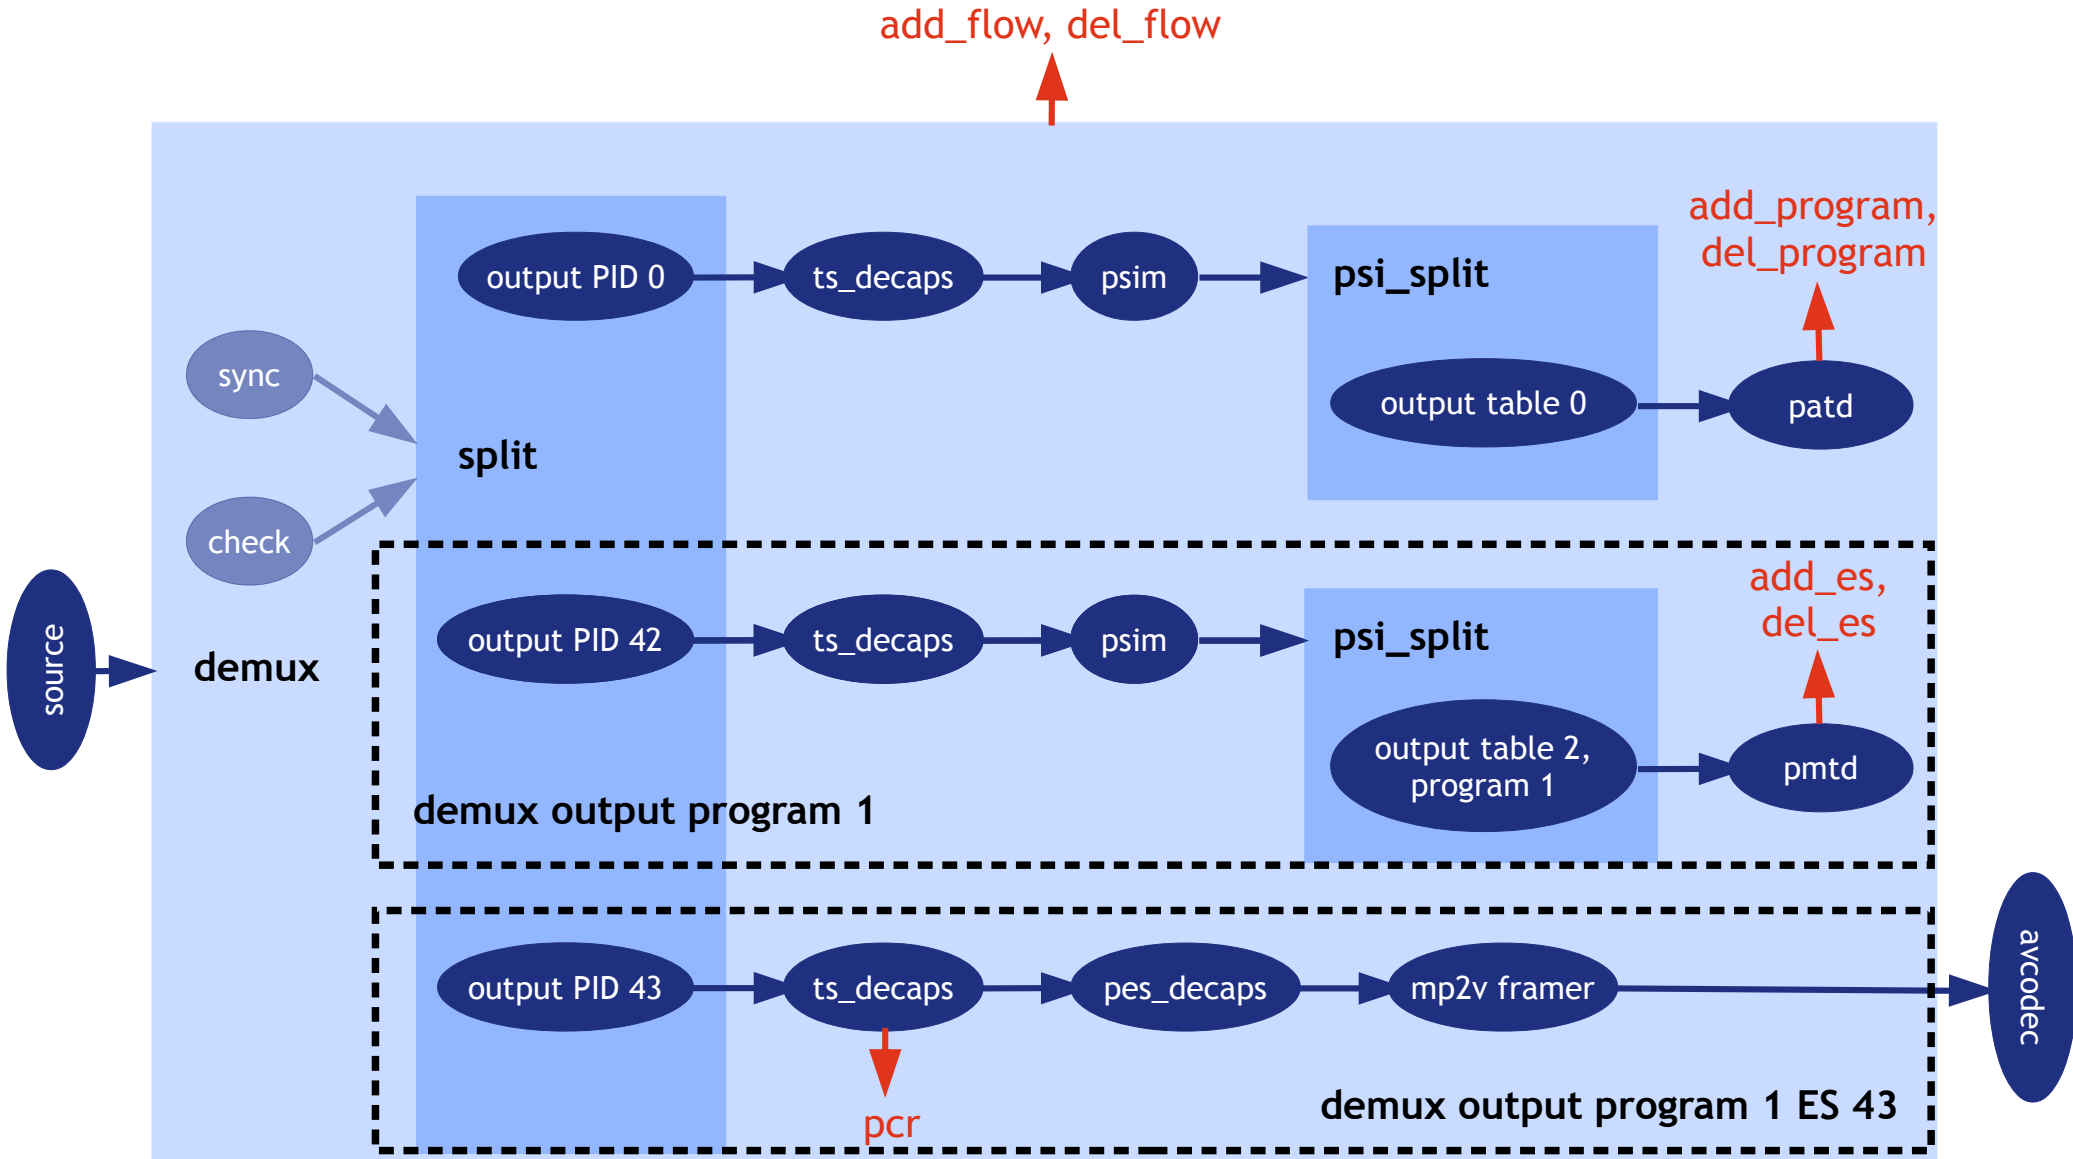 add_flow, del_flow
add_program,
del_program
output PID 0
ts_decaps
psim
psi_split
sync
output table 0
patd
split
check
add_es,
del_es
source
output PID 42
ts_decaps
psim
psi_split
demux
output table 2,
program 1
pmtd
demux output program 1
output PID 43
ts_decaps
pes_decaps
mp2v framer
avcodec
demux output program 1 ES 43
pcr